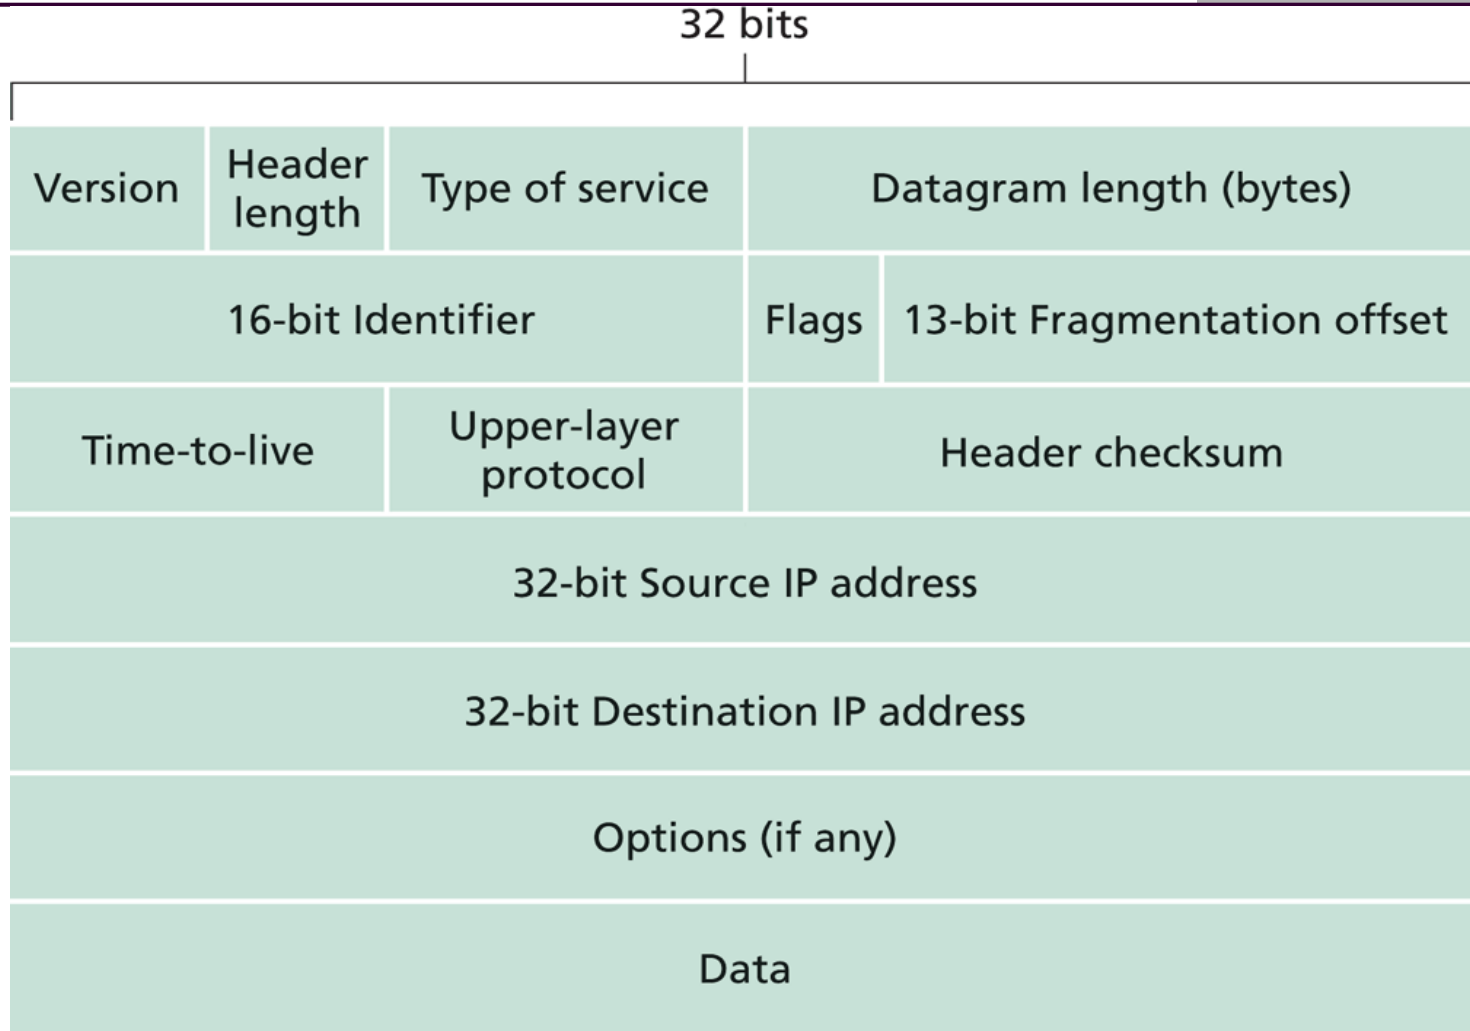 32 bits
Version
Header
length
Type of service
Datagram length (bytes)
16-bit Identifier
Flags
13-bit Fragmentation offset
Time-to-live
Upper-layer
protocol
Header checksum
32-bit Source IP address
32-bit Destination IP address
Options (if any)
Data